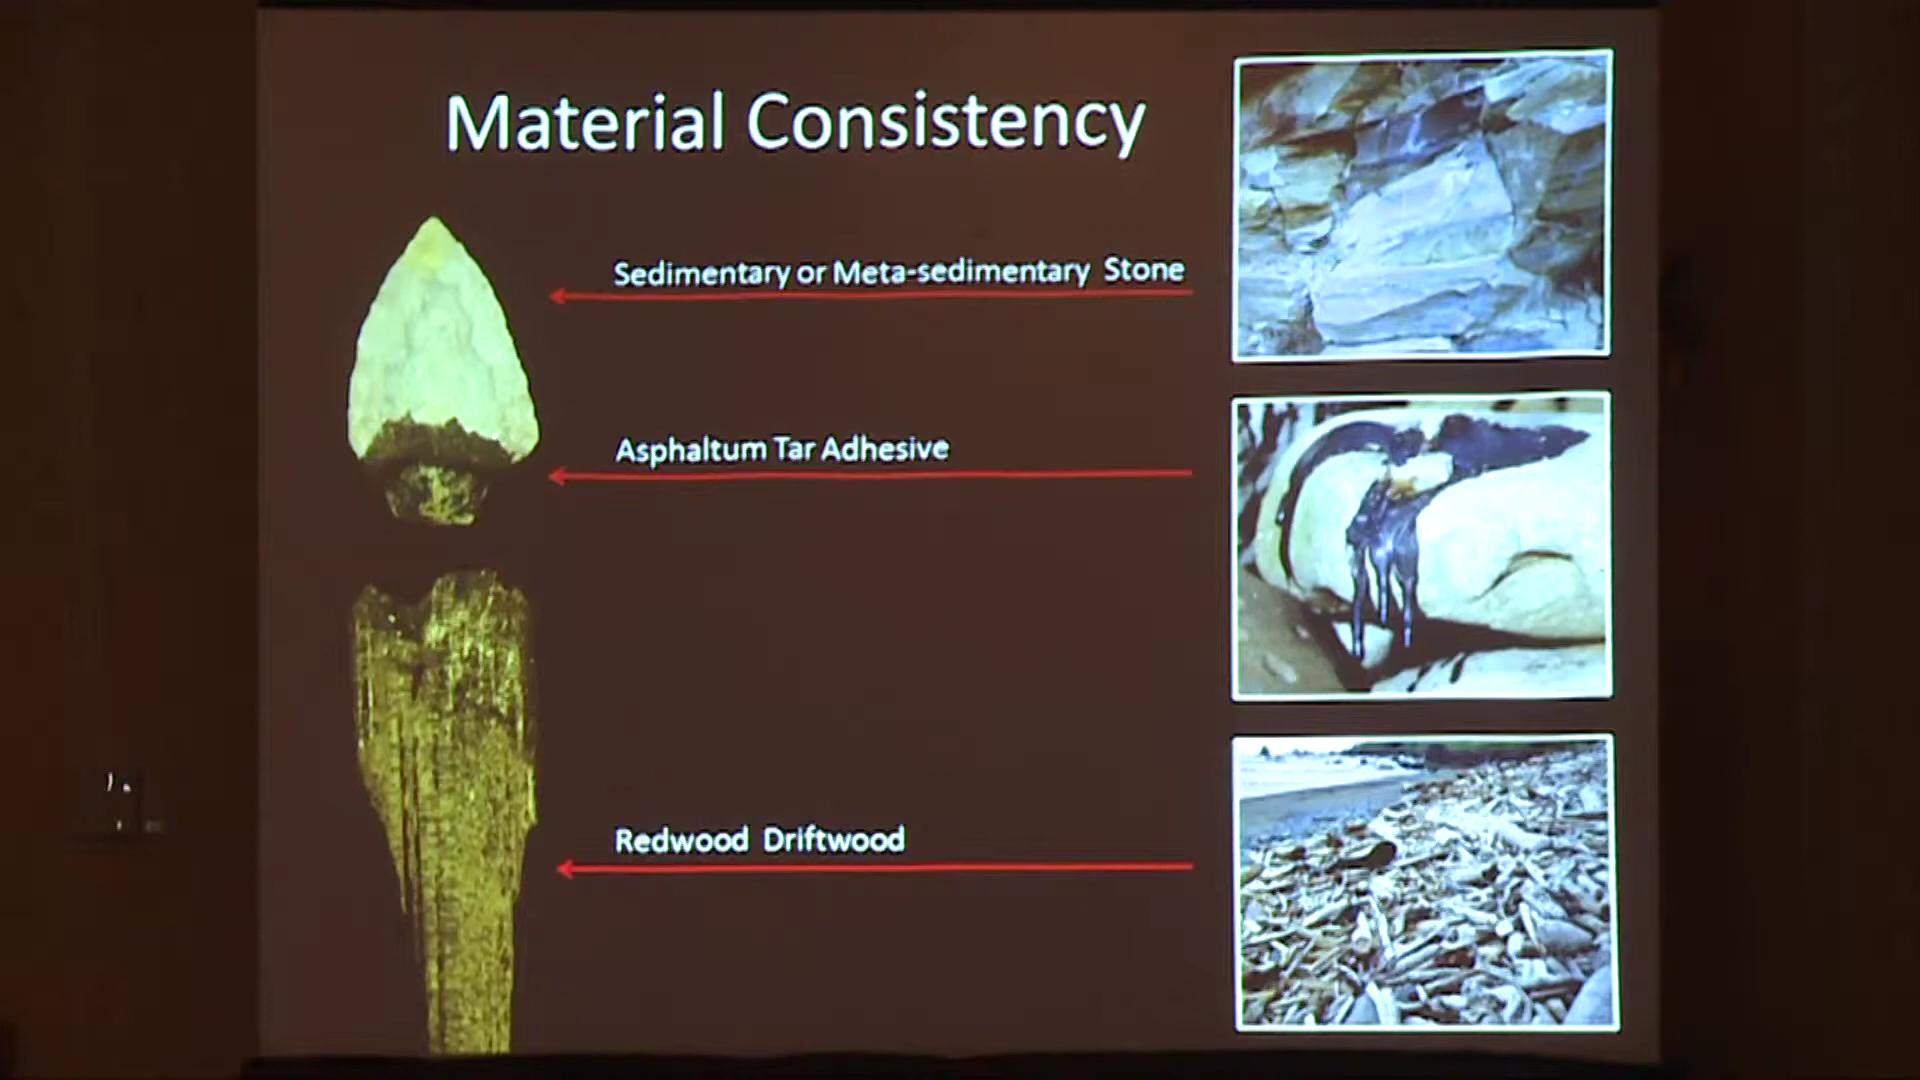 Material Consistency
Sedimentary or Meta-sedimentary Stone
Asphaltum Tar Adhesive
Redwood Driftwood